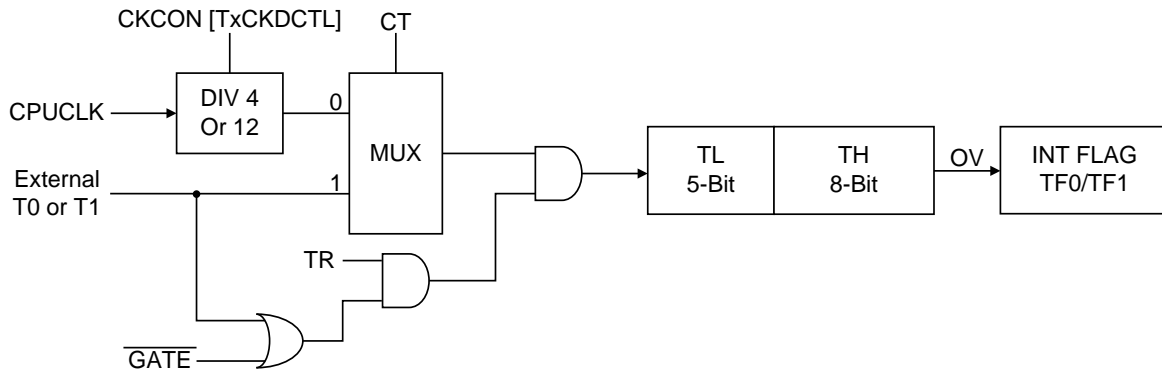 CKCON [TxCKDCTL]
CT
CPUCLK
DIV 4
Or 12
0
MUX
External
T0 or T1
1
TL
5-Bit
TH
8-Bit
OV
INT FLAG
TF0/TF1
TR
GATE